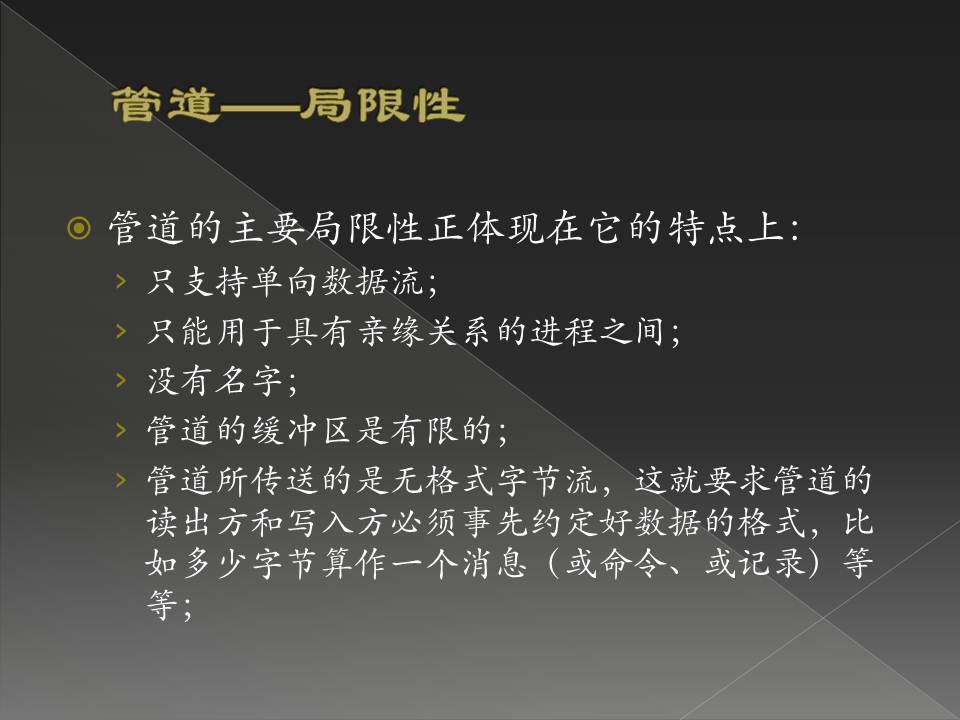 管道——局限性
管道的主要局限性正体现在它的特点上：
只支持单向数据流；
只能用于具有亲缘关系的进程之间；
没有名字；
管道的缓冲区是有限的；
管道所传送的是无格式字节流，这就要求管道的
读出方和写入方必须事先约定好数据的格式，比
如多少字节算作一个消息（或命令、或记录）等
等；